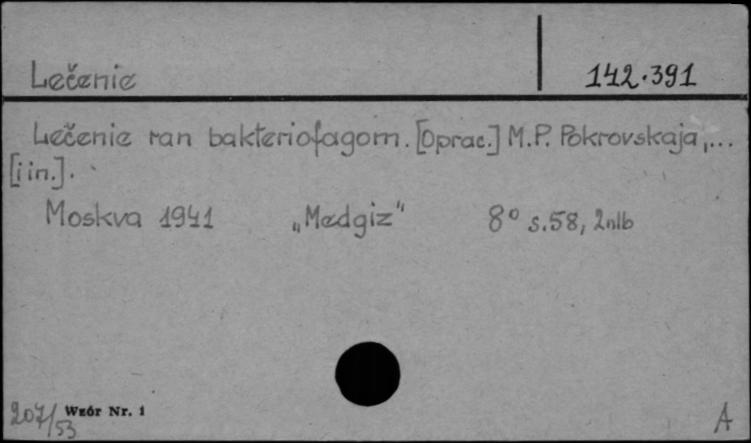 Lečenie
142.391
Lečenie ran bakteriofagom. [Oprac.] M.P. Pokrovskaja,...
[i in.].
Moskva 1941 „Medgiz" 8° s.58, 2nlb
207/53 Wzór Nr. 1
A